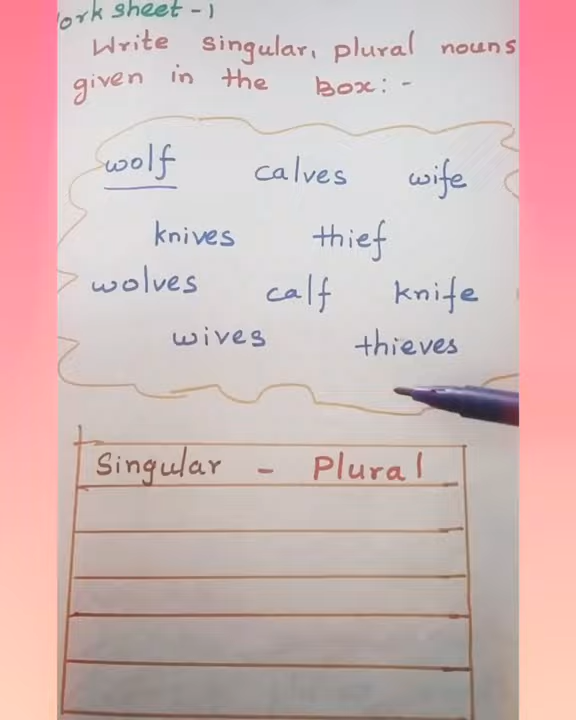 ork sheet - 1
Write singular, plural nouns
given in the box: -
wolf calves wife
knives thief
wolves calf knife
wives thieves
Singular - Plural